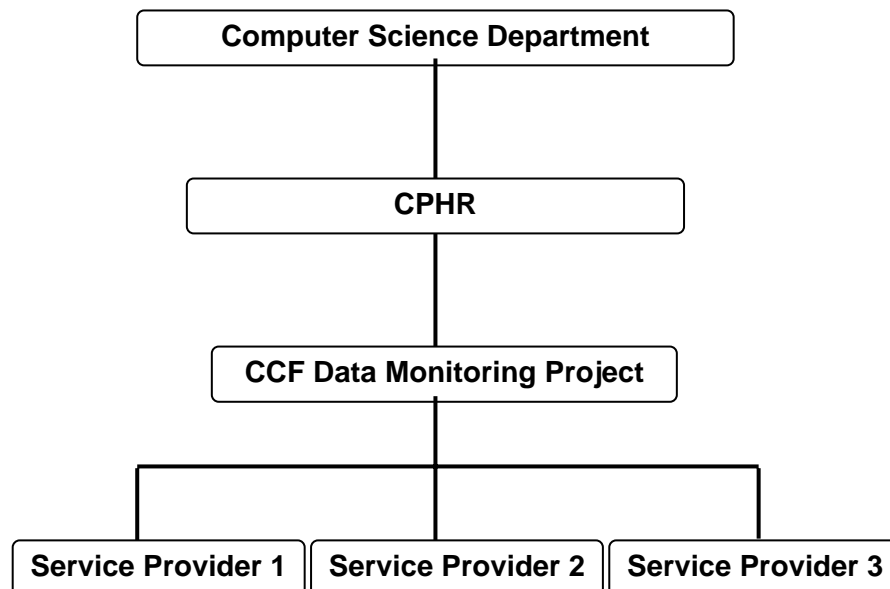 Computer Science Department
CPHR
CCF Data Monitoring Project
Service Provider 1
Service Provider 2
Service Provider 3